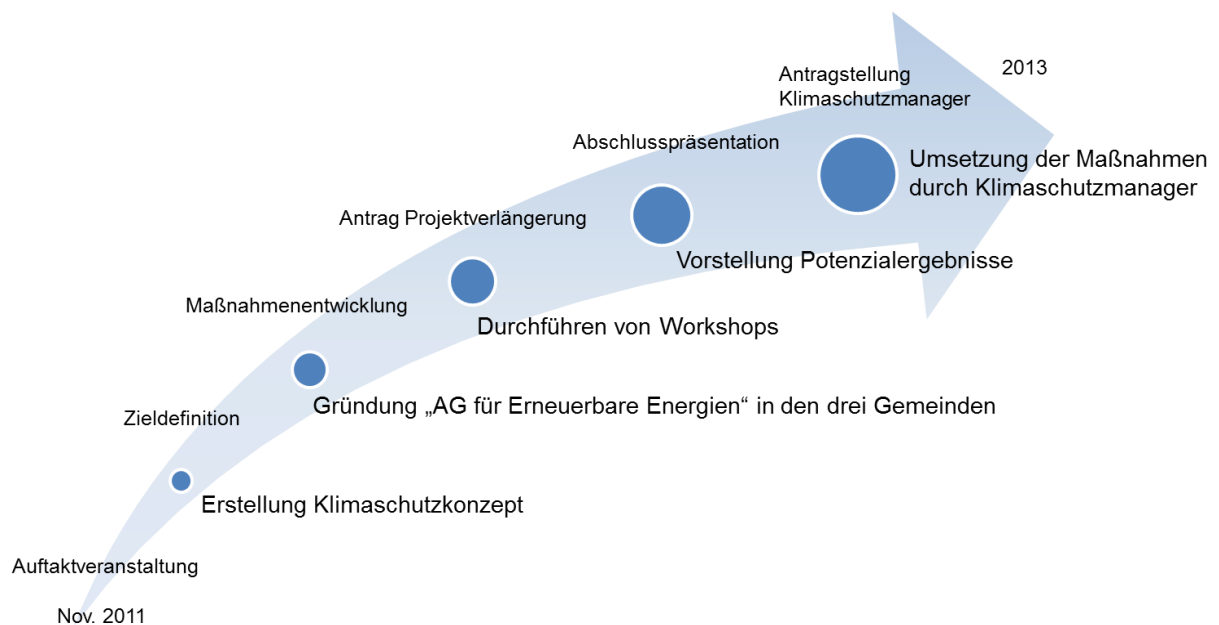 2013
Antragstellung
Klimaschutzmanager
Abschlusspräsentation
Umsetzung der Maßnahmen
durch Klimaschutzmanager
Antrag Projektverlängerung
Vorstellung Potenzialergebnisse
Maßnahmenentwicklung
Durchführen von Workshops
Zieldefinition
Gründung „AG für Erneuerbare Energien“ in den drei Gemeinden
Erstellung Klimaschutzkonzept
Auftaktveranstaltung
Nov. 2011